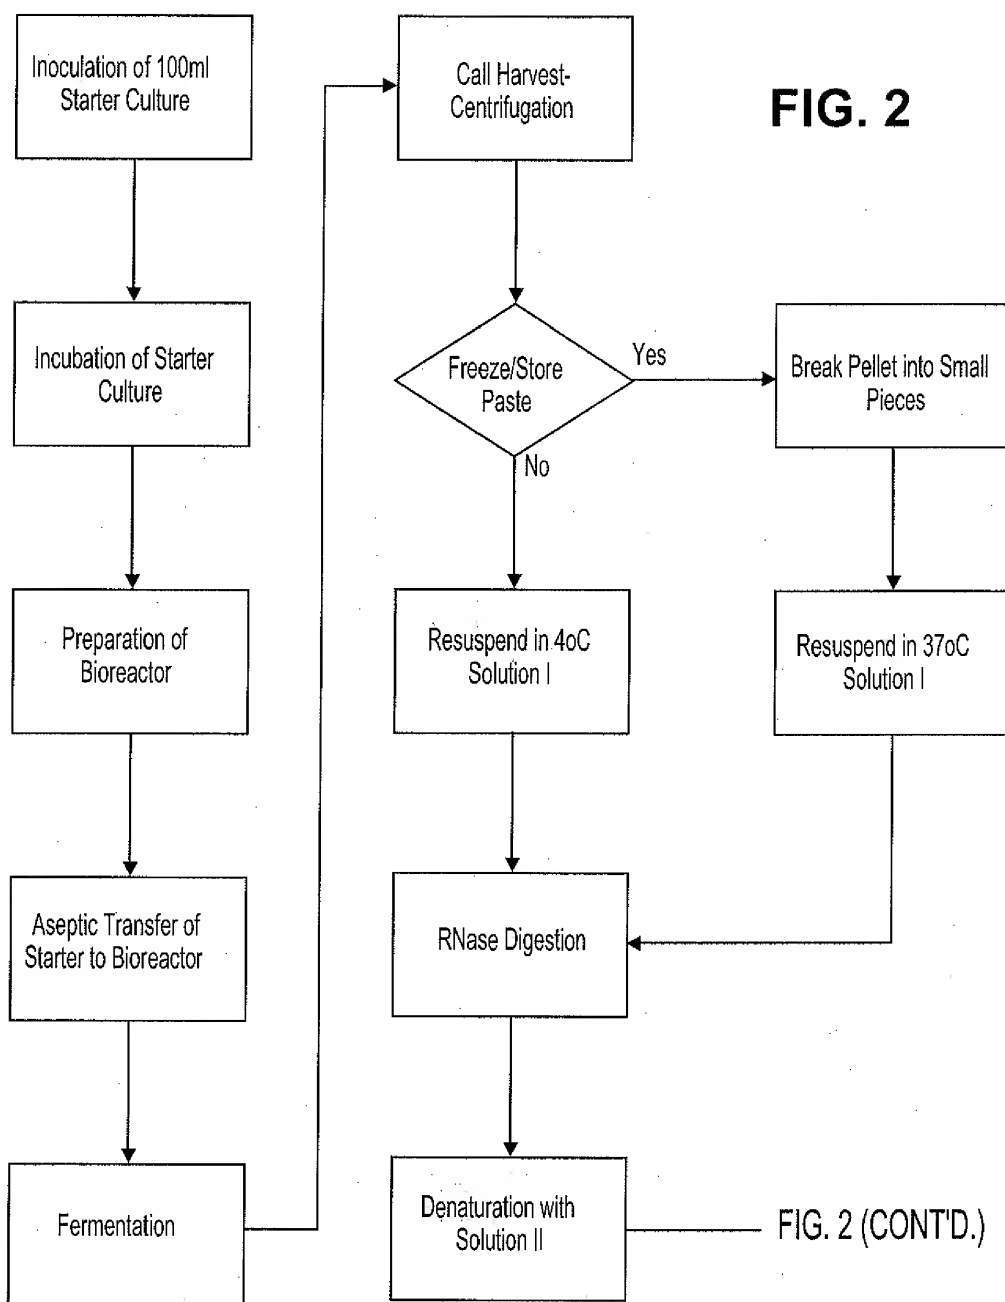 Inoculation of 100ml
Starter Culture
Incubation of Starter
Culture
Preparation of
Bioreactor
Aseptic Transfer of
Starter to Bioreactor
Fermentation
Call Harvest-
Centrifugation
FIG. 2
Freeze/Store
Paste
Yes
No
Break Pellet into Small
Pieces
Resuspend in 4oC
Solution I
Resuspend in 37oC
Solution I
RNase Digestion
Denaturation with
Solution II
FIG. 2 (CONT'D.)